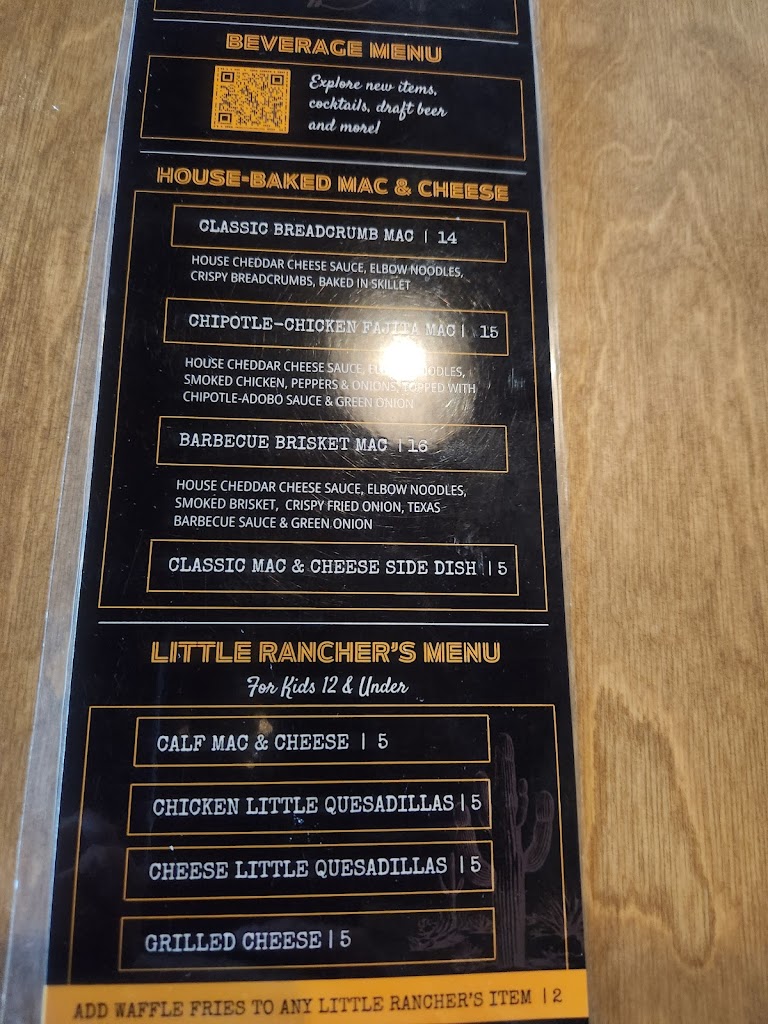 BEVERAGE MENU
Explore new items,
cocktails, draft beer
and more!
HOUSE-BAKED MAC & CHEESE
CLASSIC BREADCRUMB MAC | 14
HOUSE CHEDDAR CHEESE SAUCE, ELBOW NOODLES,
CRISPY BREADCRUMBS, BAKED IN SKILLET
CHIPOTLE-CHICKEN FAJITA MAC | 15
HOUSE CHEDDAR CHEESE SAUCE, ELBOW NOODLES,
SMOKED CHICKEN, PEPPERS & ONIONS, TOPPED WITH
CHIPOTLE-ADOBO SAUCE & GREEN ONION
BARBECUE BRISKET MAC | 16
HOUSE CHEDDAR CHEESE SAUCE, ELBOW NOODLES,
SMOKED BRISKET, CRISPY FRIED ONION, TEXAS
BARBECUE SAUCE & GREEN ONION
CLASSIC MAC & CHEESE SIDE DISH | 5
LITTLE RANCHER'S MENU
For Kids 12 & Under
CALF MAC & CHEESE | 5
CHICKEN LITTLE QUESADILLAS | 5
CHEESE LITTLE QUESADILLAS | 5
GRILLED CHEESE | 5
ADD WAFFLE FRIES TO ANY LITTLE RANCHER'S ITEM | 2